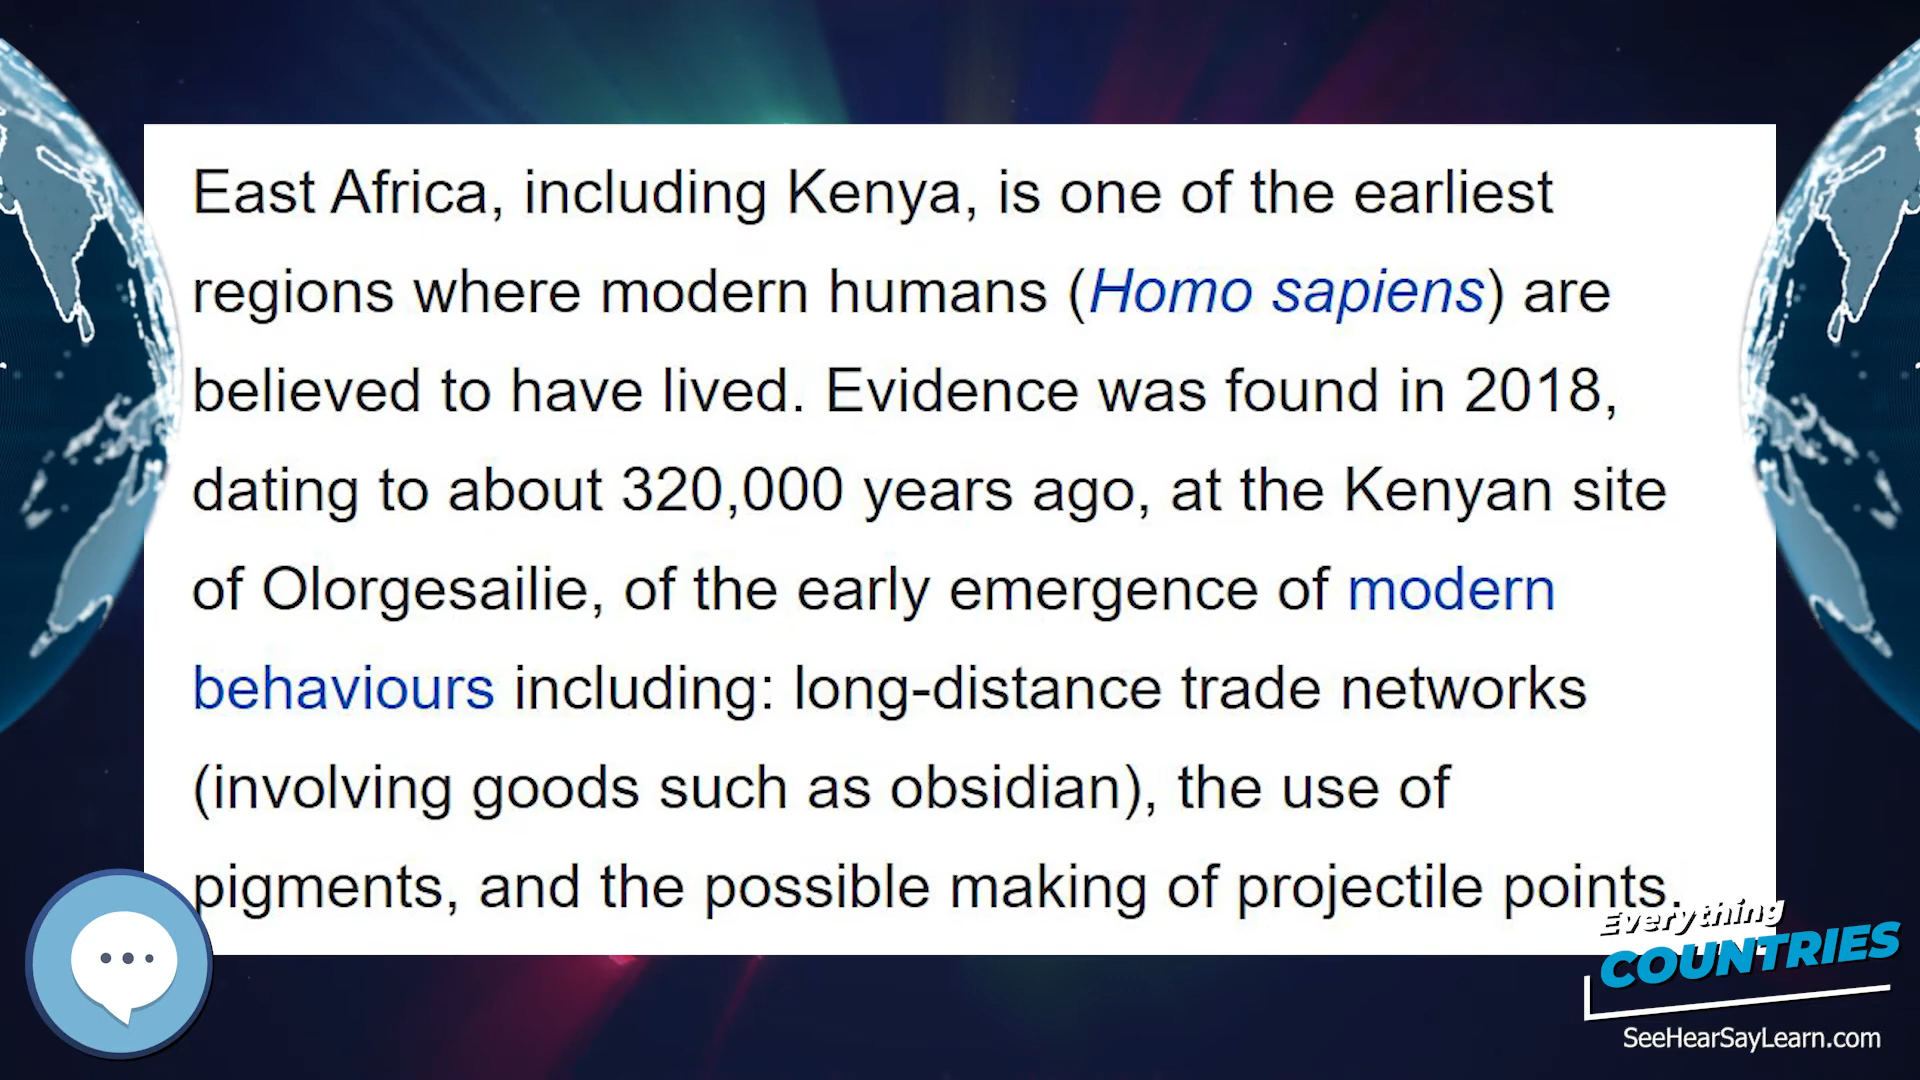 East Africa, including Kenya, is one of the earliest
regions where modern humans (Homo sapiens) are
believed to have lived. Evidence was found in 2018,
dating to about 320,000 years ago, at the Kenyan site
of Olorgesailie, of the early emergence of modern
behaviours including: long-distance trade networks
(involving goods such as obsidian), the use of
pigments, and the possible making of projectile points.
Everything
COUNTRIES
SeeHearSayLearn.com